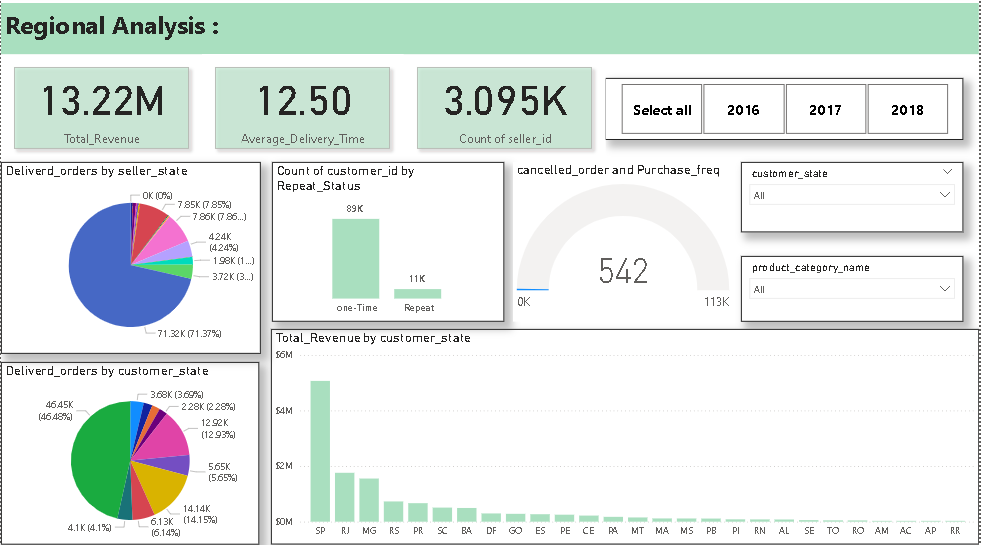 Regional Analysis :
13.22M
Total_Revenue
12.50
Average_Delivery_Time
3.095K
Count of seller_id
Select all
2016
2017
2018
Deliverd_orders by seller_state
0K (0%)
7.85K (7.85%)
7.86K (7.86...)
4.24K
(4.24%)
1.98K (1...)
3.72K (3...)
71.32K (71.37%)
Count of customer_id by
Repeat_Status
89K
11K
one-Time
Repeat
cancelled_order and Purchase_freq
542
0K
113K
customer_state
All
product_category_name
All
Deliverd_orders by customer_state
3.68K (3.69%)
2.28K (2.28%)
12.92K
(12.93%)
5.65K
(5.65%)
14.14K
(14.15%)
6.13K
(6.14%)
4.1K (4.1%)
46.45K
(46.48%)
Total_Revenue by customer_state
$6M
$4M
$2M
$0M
SP RJ MG RS PR SC BA DF GO ES PE CE PA MT MA MS PB PI RN AL SE TO RO AM AC AP RR